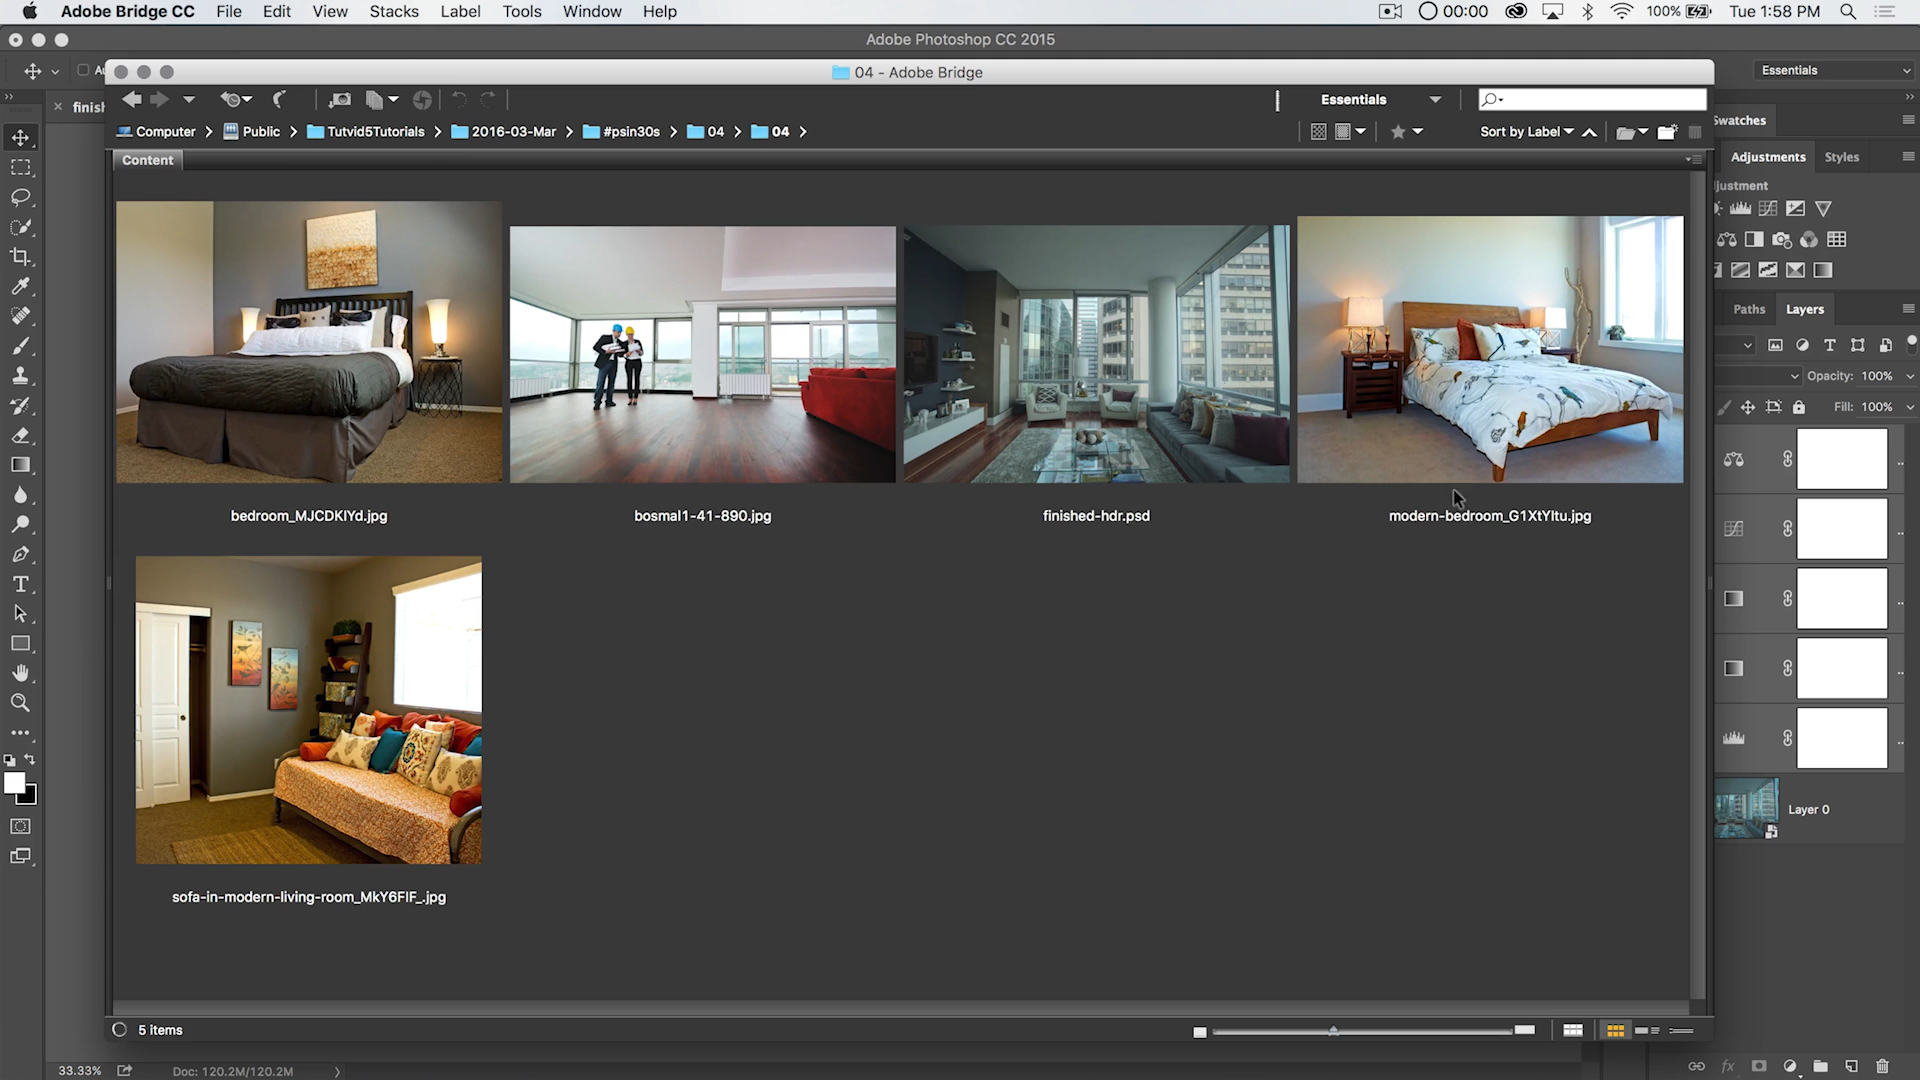 Adobe Bridge CC File Edit View Stacks Label Tools Window Help 00:00 100% Tue 1:58 PM
Adobe Photoshop CC 2015
Essentials
finish
04 - Adobe Bridge
Essentials
Computer Public Tutvid5Tutorials 2016-03-Mar #psin30s 04 04
Sort by Label
Content
Swatches
Adjustments Styles
Paths Layers
Opacity: 100%
Fill: 100%
Layer 0
bedroom_MJCDKIYd.jpg
bosmal1-41-890.jpg
finished-hdr.psd
modern-bedroom_G1XtYItu.jpg
sofa-in-modern-living-room_MkY6FIF_.jpg
5 items
33.33% Doc: 120.2M/120.2M
fx